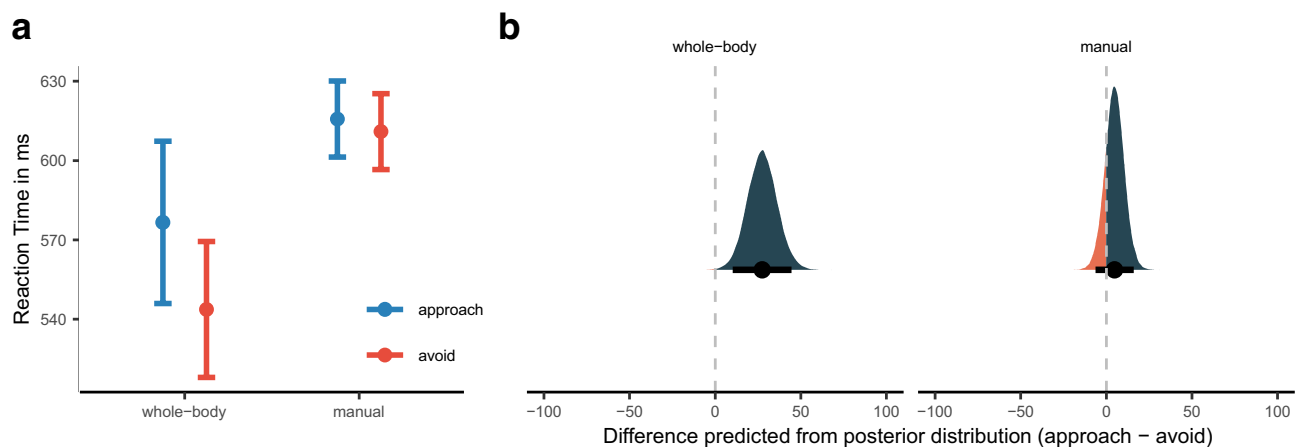 a
Reaction Time in ms
630
600
570
540
whole−body
manual
approach
avoid
b
whole−body
manual
−100
−50
0
50
100
−100
−50
0
50
100
Difference predicted from posterior distribution (approach − avoid)